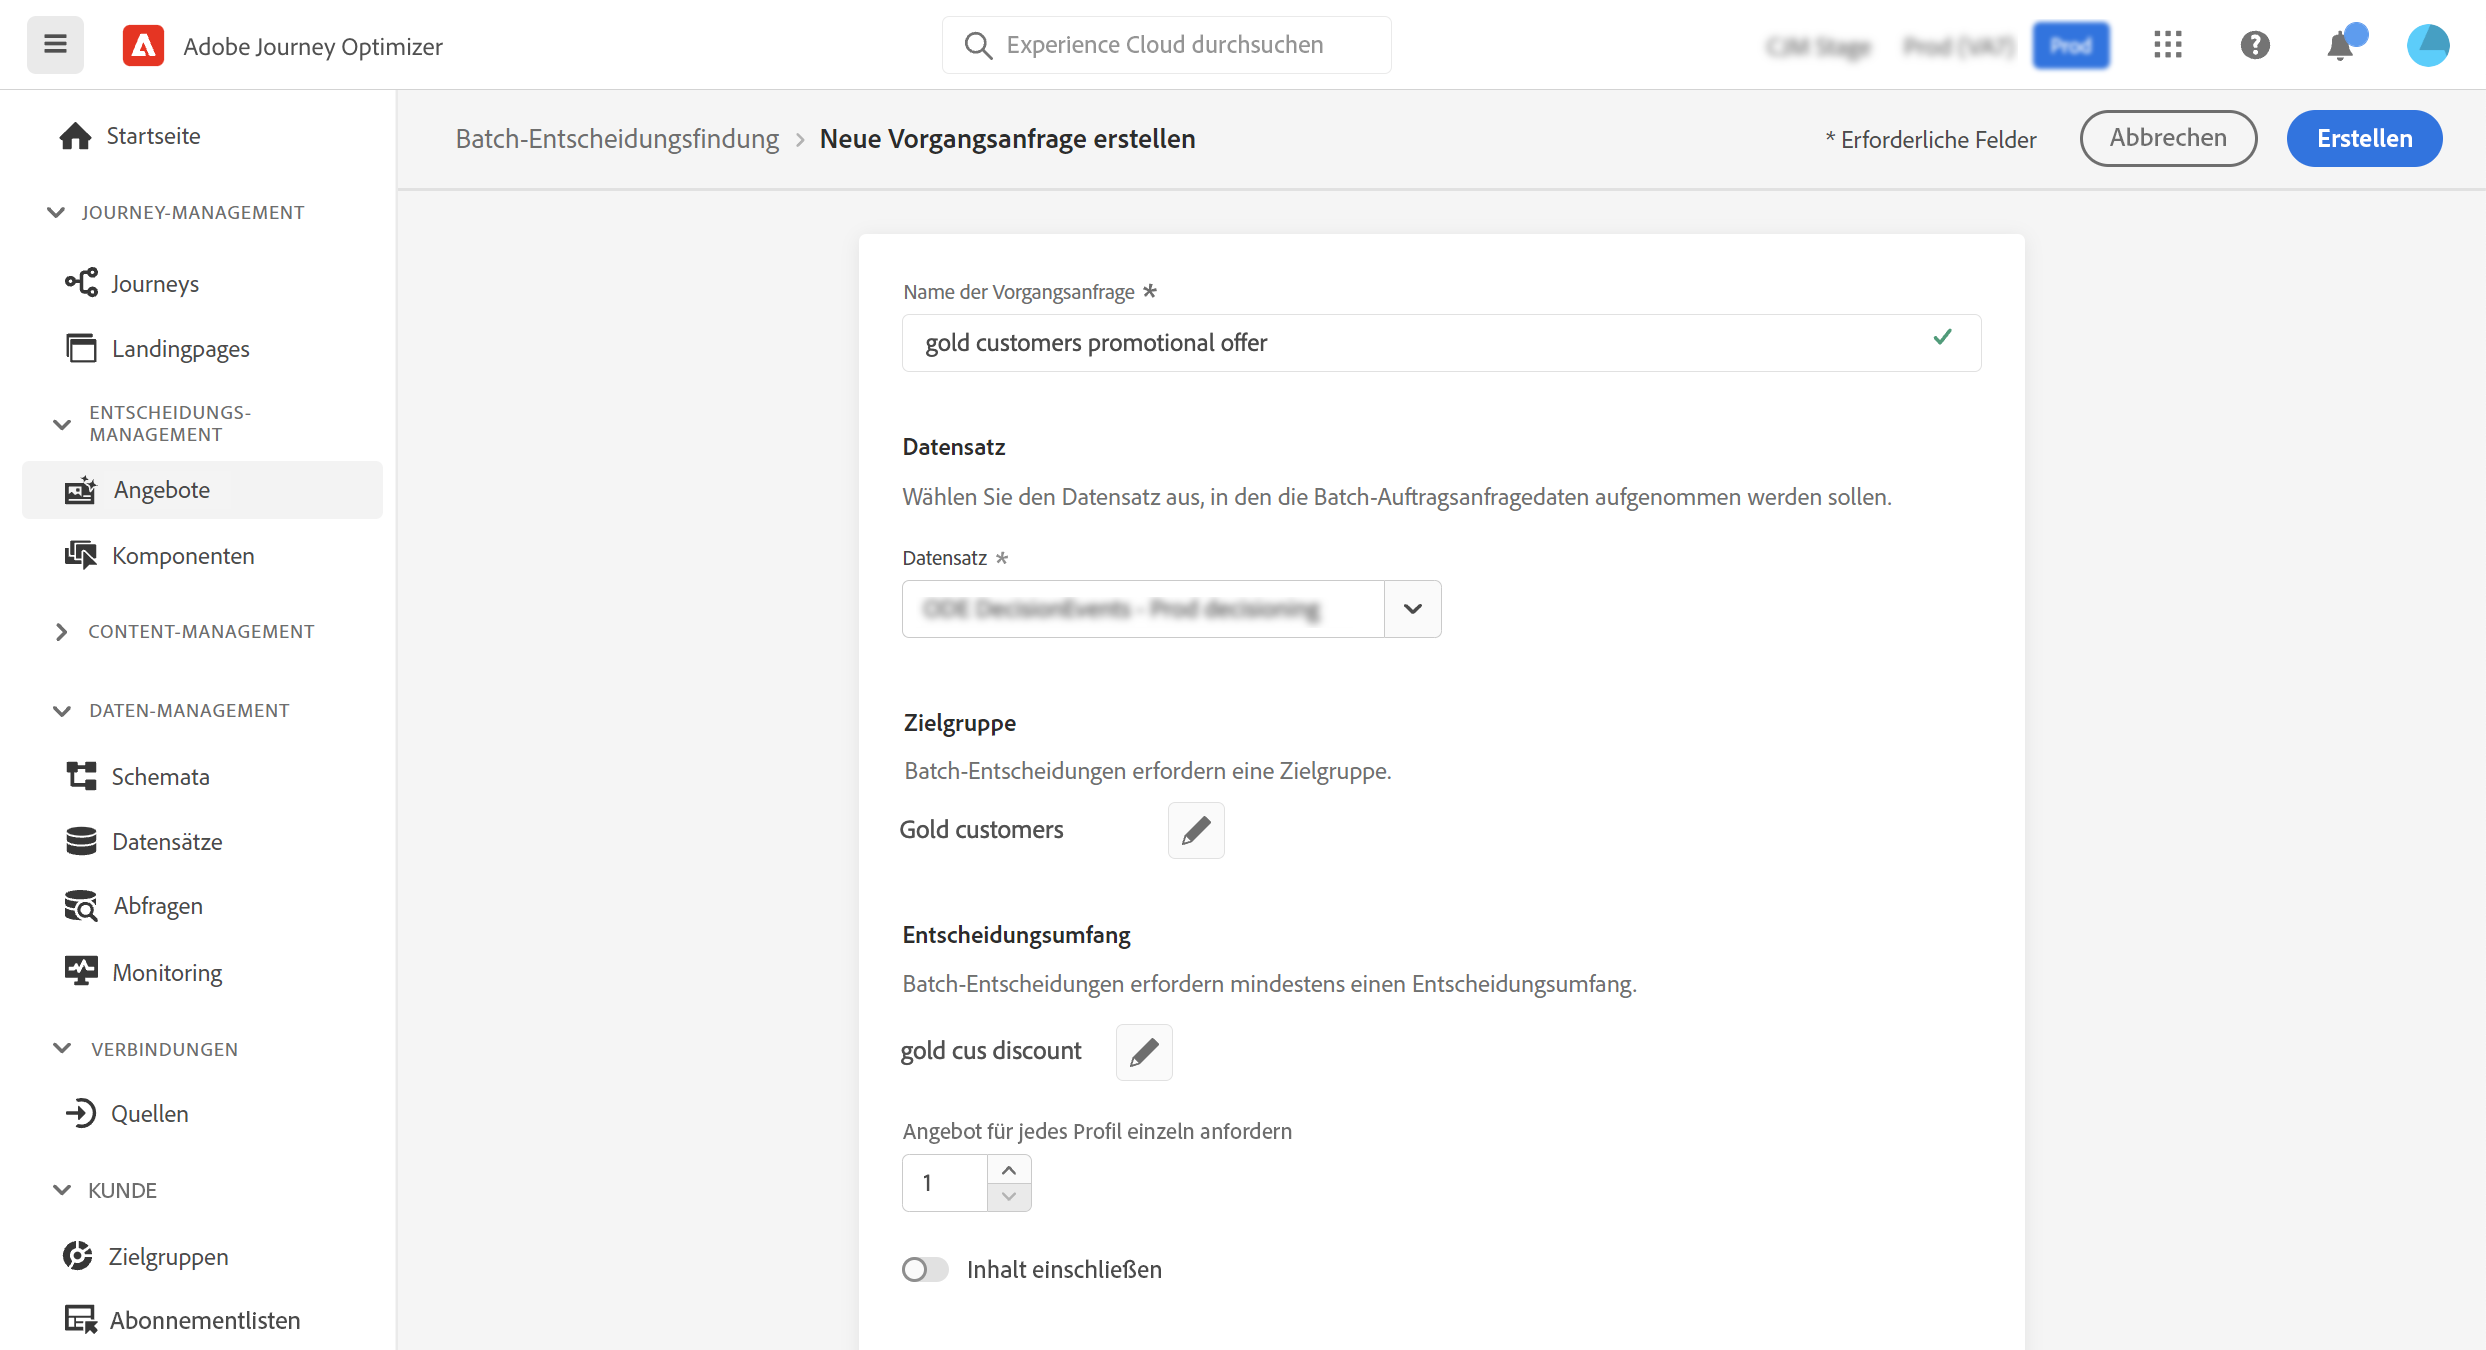 Adobe Journey Optimizer
Experience Cloud durchsuchen
Prod
Startseite
JOURNEY-MANAGEMENT
Journeys
Landingpages
ENTSCHEIDUNGS-
MANAGEMENT
Angebote
Komponenten
CONTENT-MANAGEMENT
DATEN-MANAGEMENT
Schemata
Datensätze
Abfragen
Monitoring
VERBINDUNGEN
Quellen
KUNDE
Zielgruppen
Abonnementlisten
Batch-Entscheidungsfindung > Neue Vorgangsanfrage erstellen
* Erforderliche Felder
Abbrechen
Erstellen
Name der Vorgangsanfrage *
gold customers promotional offer
Datensatz
Wählen Sie den Datensatz aus, in den die Batch-Auftragsanfragedaten aufgenommen werden sollen.
Datensatz *
Zielgruppe
Batch-Entscheidungen erfordern eine Zielgruppe.
Gold customers
Entscheidungsumfang
Batch-Entscheidungen erfordern mindestens einen Entscheidungsumfang.
gold cus discount
Angebot für jedes Profil einzeln anfordern
1
Inhalt einschließen